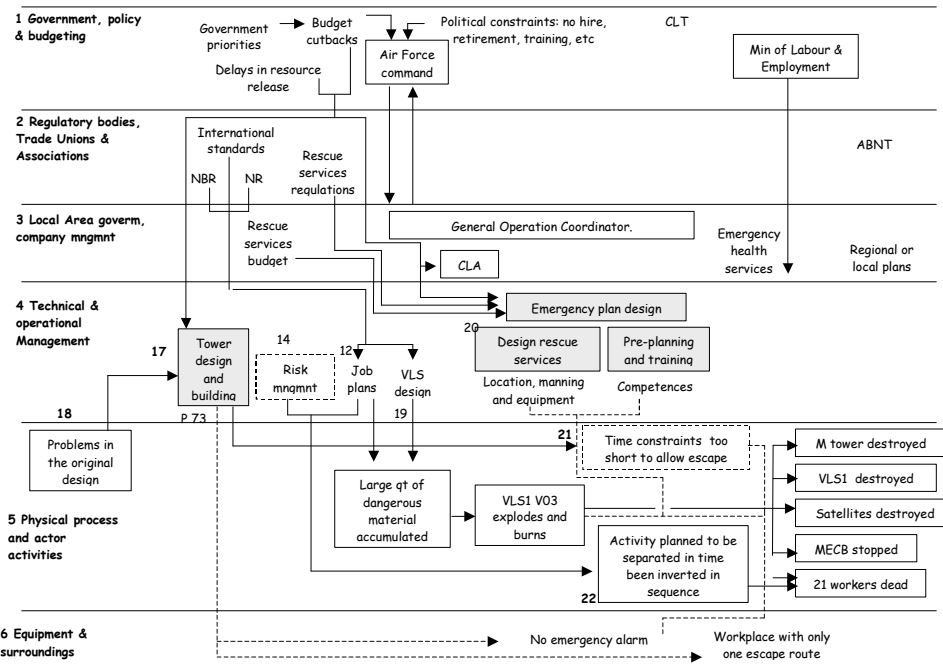 1 Government, policy
& budgeting
Government
priorities
Budget
cutbacks
Political constraints: no hire,
retirement, training, etc
CLT
Air Force
command
Min of Labour &
Employment
Delays in resource
release
2 Regulatory bodies,
Trade Unions &
Associations
International
standards
NBR
NR
Rescue
services
regulations
ABNT
3 Local Area governm,
company mngmnt
Rescue
services
budget
General Operation Coordinator.
CLA
Emergency
health
services
Regional or
local plans
4 Technical &
operational
Management
Emergency plan design
20
17
Tower
design
and
building
14
Risk
mngmnt
12
Job
plans
VLS
design
Design rescue
services
Pre-planning
and training
Location, manning
and equipment
Competences
P 73
19
18
Problems in
the original
design
21
Time constraints too
short to allow escape
M tower destroyed
VLS1 destroyed
Satellites destroyed
MECB stopped
21 workers dead
Large qt of
dangerous
material
accumulated
VLS1 V03
explodes and
burns
Activity planned to be
separated in time
been inverted in
sequence
22
5 Physical process
and actor
activities
6 Equipment &
surroundings
No emergency alarm
Workplace with only
one escape route